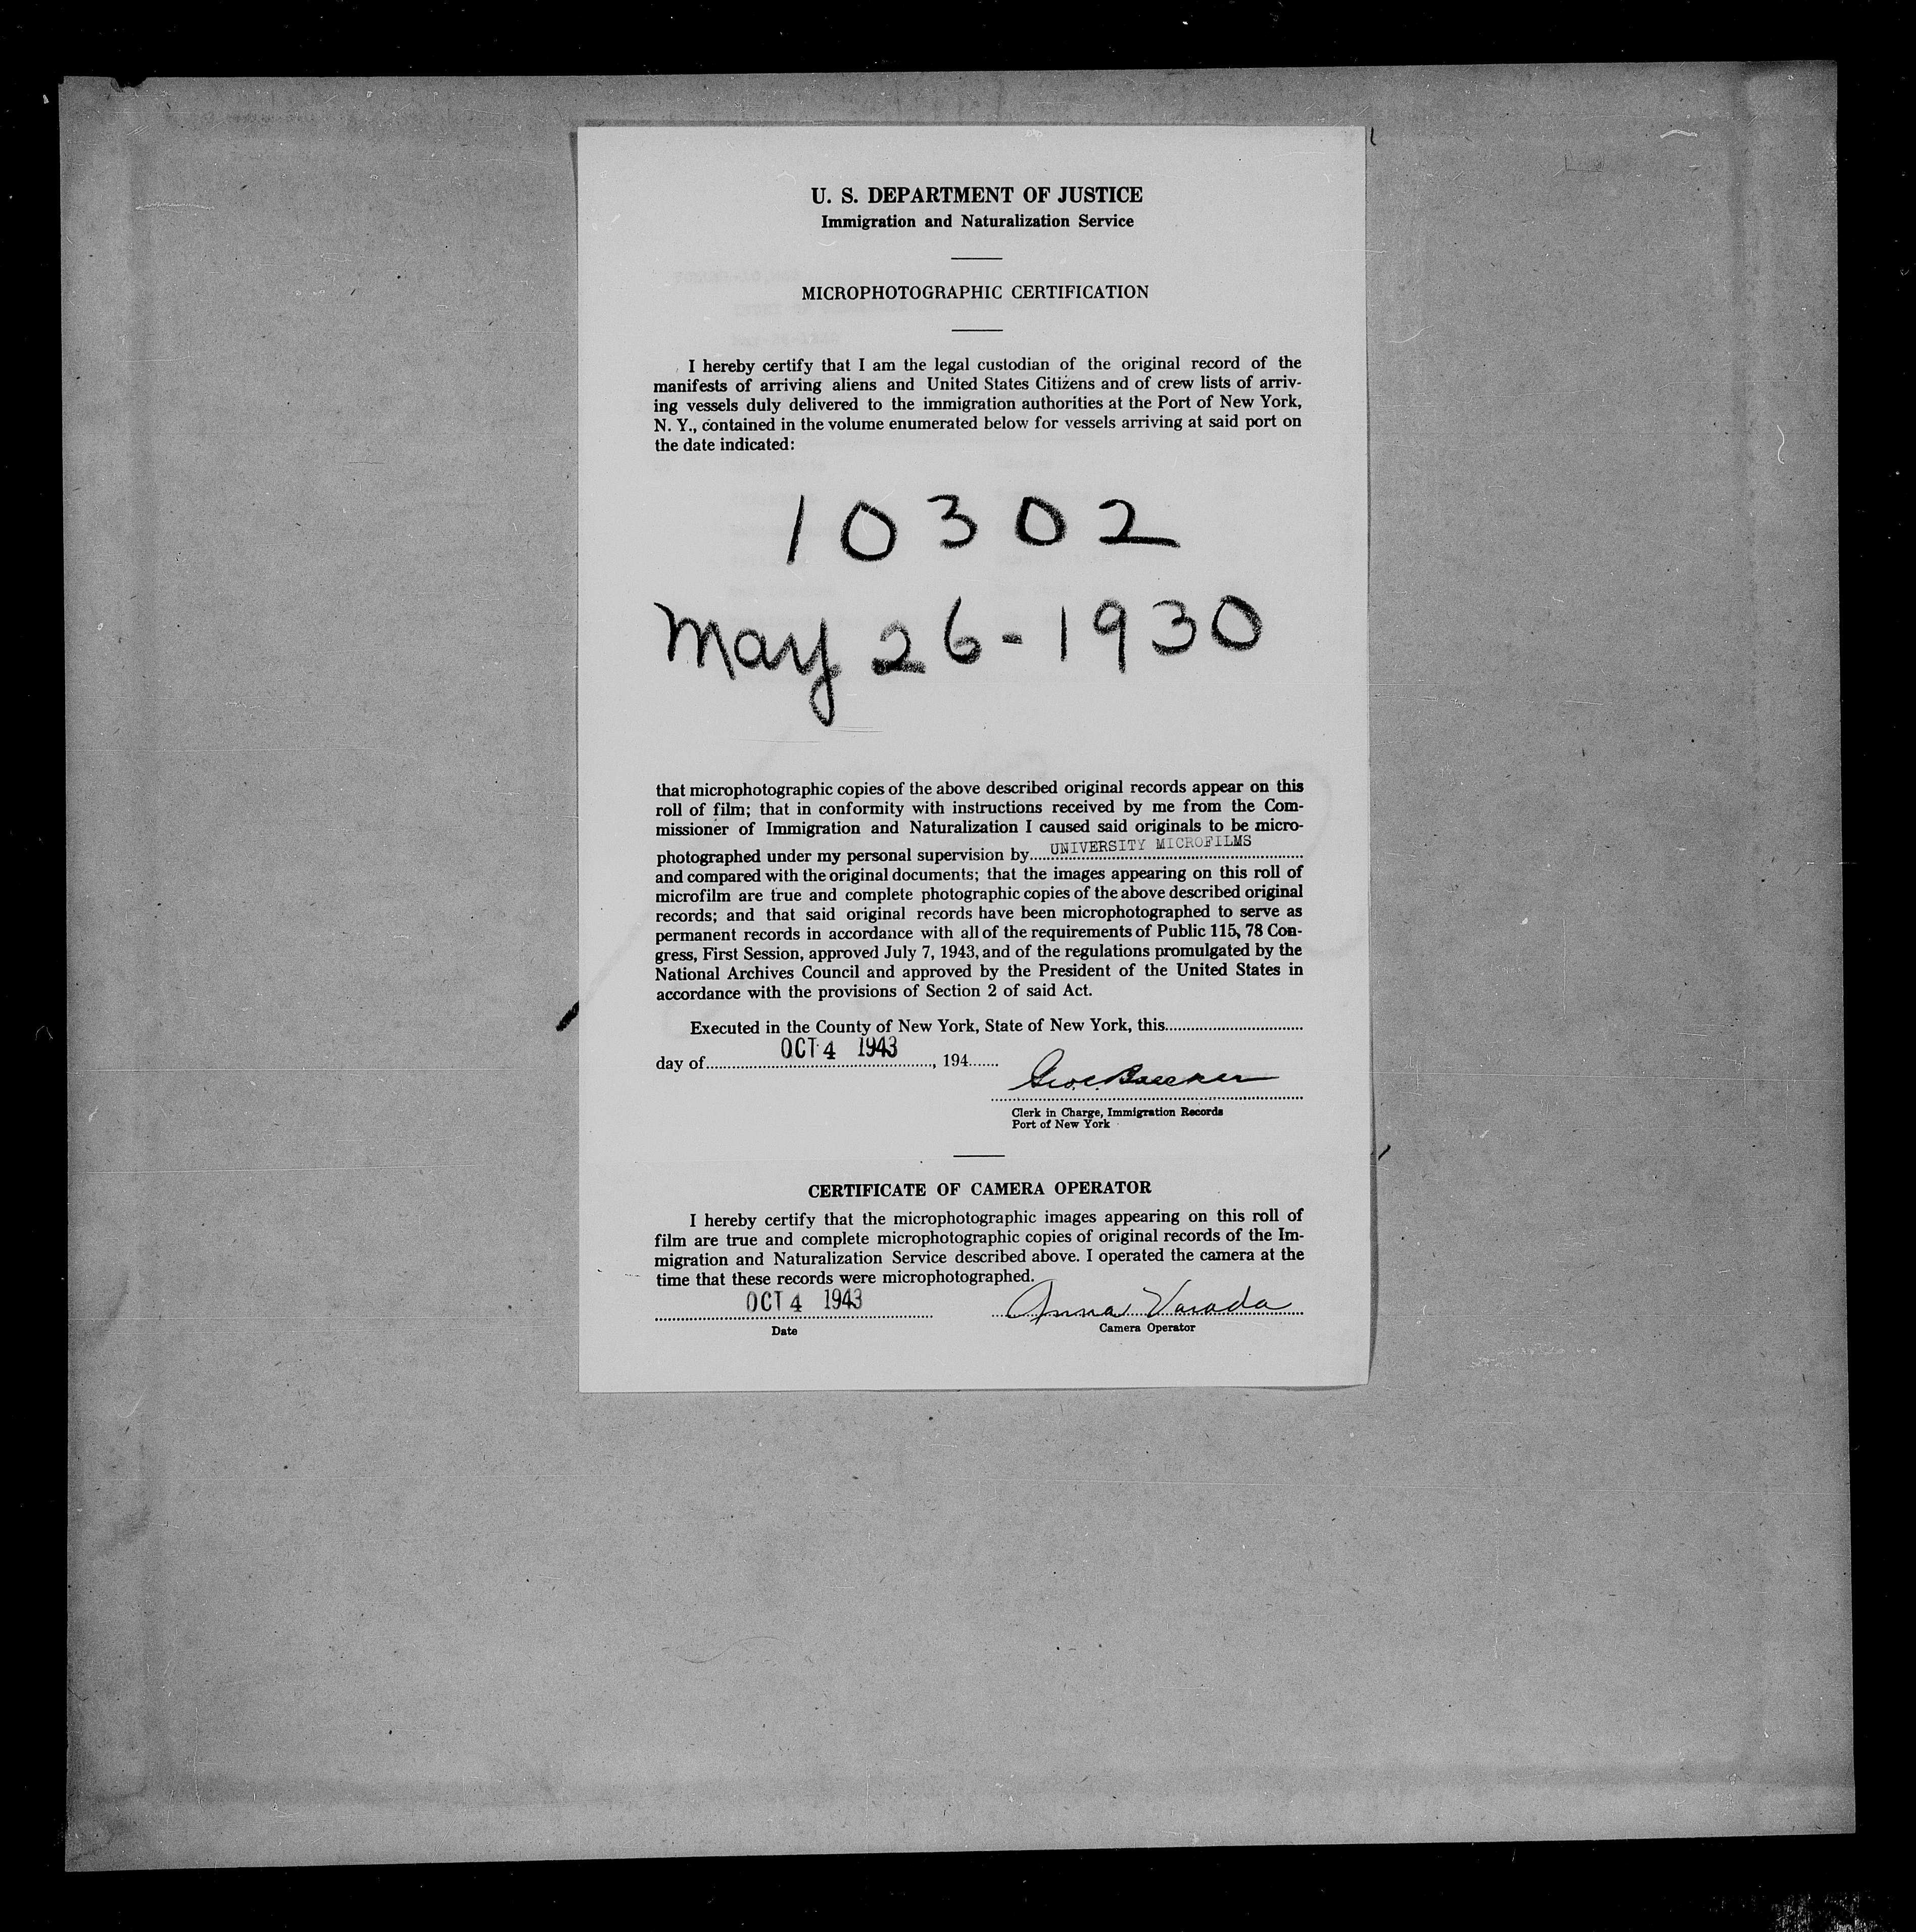 U. S. DEPARTMENT OF JUSTICE
Immigration and Naturalization Service
MICROPHOTOGRAPHIC CERTIFICATION
I hereby certify that I am the legal custodian of the original record of the
manifests of arriving aliens and United States Citizens and of crew lists of arriv-
ing vessels duly delivered to the immigration authorities at the Port of New York,
N. Y., contained in the volume enumerated below for vessels arriving at said port on
the date indicated:
10302
May 26-1930
that microphotographic copies of the above described original records appear on this
roll of film; that in conformity with instructions received by me from the Com-
missioner of Immigration and Naturalization I caused said originals to be micro-
photographed under my personal supervision by UNIVERSITY MICROFILMS
and compared with the original documents; that the images appearing on this roll of
microfilm are true and complete photographic copies of the above described original
records; and that said original records have been microphotographed to serve as
permanent records in accordance with all of the requirements of Public 115, 78 Con-
gress, First Session, approved July 7, 1943, and of the regulations promulgated by the
National Archives Council and approved by the President of the United States in
accordance with the provisions of Section 2 of said Act.
Executed in the County of New York, State of New York, this
day of OCT 4 1943, 194
Geo.
Clerk in Charge, Immigration Records
Port of New York
CERTIFICATE OF CAMERA OPERATOR
I hereby certify that the microphotographic images appearing on this roll of
film are true and complete microphotographic copies of original records of the Im-
migration and Naturalization Service described above. I operated the camera at the
time that these records were microphotographed.
OCT 4 1943 Anna Varada
Date Camera Operator